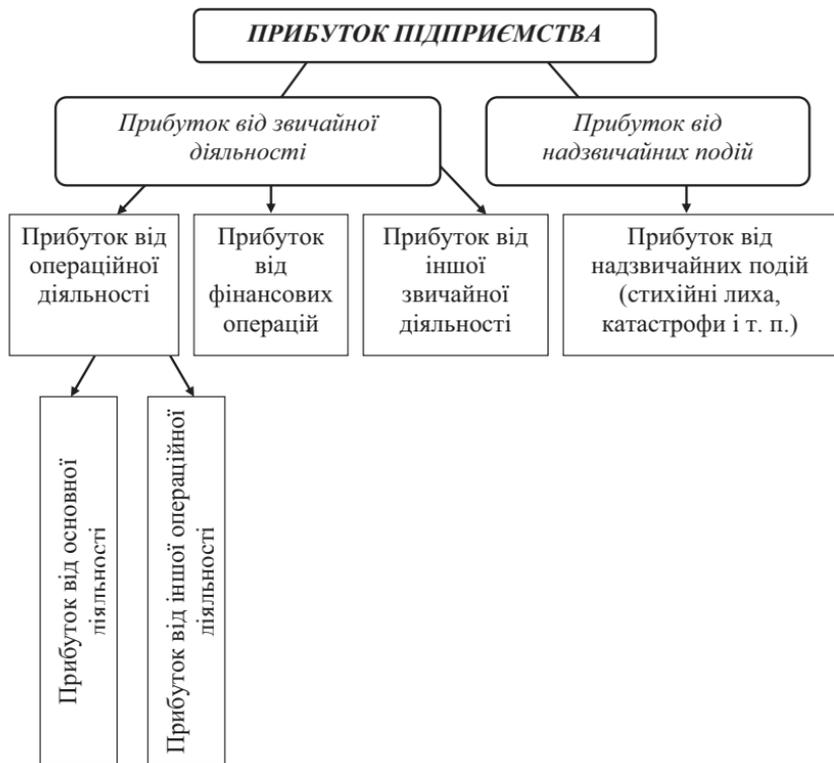 ПРИБУТОК ПІДПРИЄМСТВА
Прибуток від звичайної
діяльності
Прибуток від
надзвичайних подій
Прибуток від
операційної
діяльності
Прибуток
від
фінансових
операцій
Прибуток від
іншої
звичайної
діяльності
Прибуток від
надзвичайних подій
(стихійні лиха,
катастрофи і т. п.)
Прибуток від основної
діяльності
Прибуток від іншої операційної
діяльності